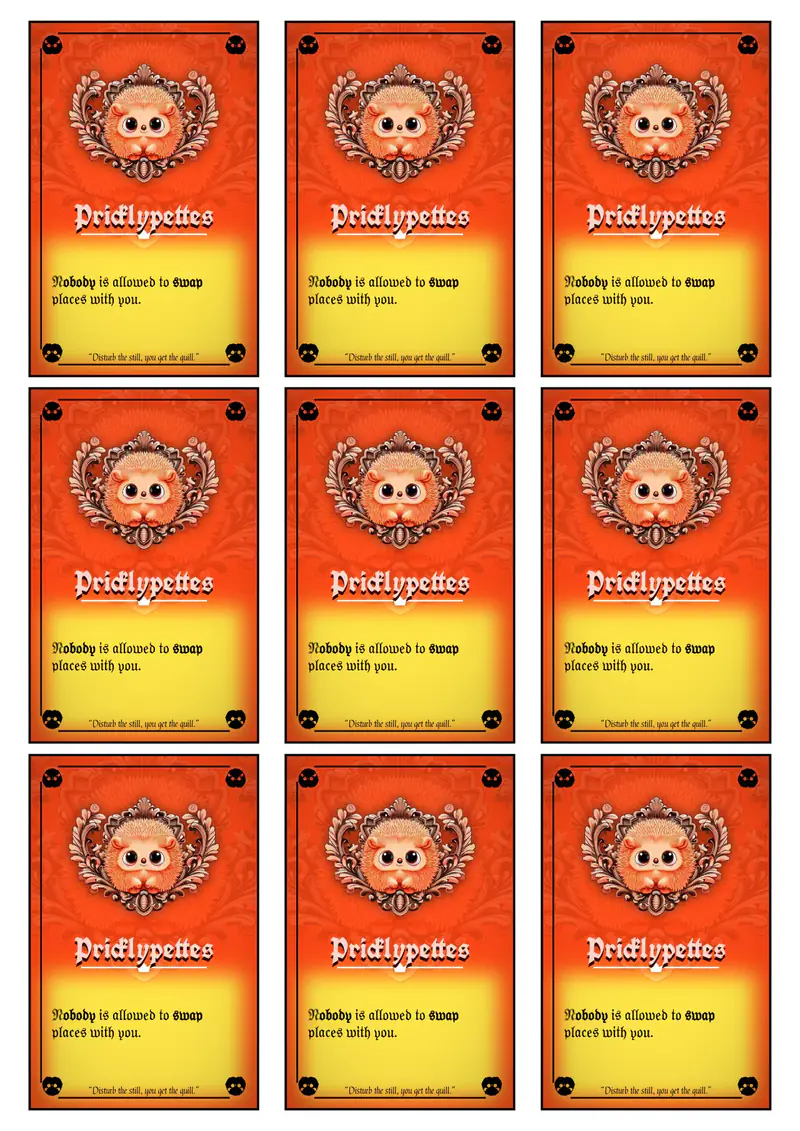 Pricklypettes
Nobody is allowed to swap
places with you.
"Disturb the still, you get the quill."
Pricklypettes
Nobody is allowed to swap
places with you.
"Disturb the still, you get the quill."
Pricklypettes
Nobody is allowed to swap
places with you.
"Disturb the still, you get the quill."
Pricklypettes
Nobody is allowed to swap
places with you.
"Disturb the still, you get the quill."
Pricklypettes
Nobody is allowed to swap
places with you.
"Disturb the still, you get the quill."
Pricklypettes
Nobody is allowed to swap
places with you.
"Disturb the still, you get the quill."
Pricklypettes
Nobody is allowed to swap
places with you.
"Disturb the still, you get the quill."
Pricklypettes
Nobody is allowed to swap
places with you.
"Disturb the still, you get the quill."
Pricklypettes
Nobody is allowed to swap
places with you.
"Disturb the still, you get the quill."